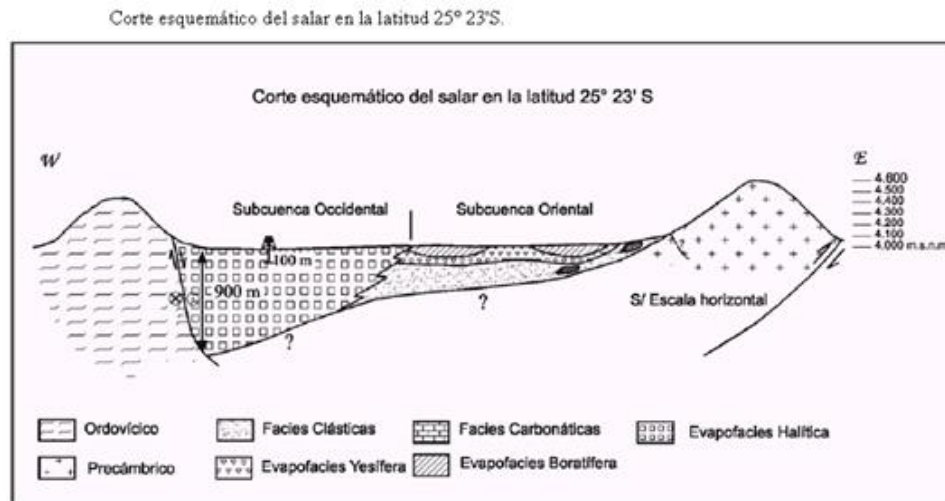 Corte esquemático del salar en la latitud 25° 23'S.
Corte esquemático del salar en la latitud 25° 23' S
W
E
4.600
4.500
4.400
4.300
4.200
4.100
4.000 m.s.n.m
Subcuenca Occidental
Subcuenca Oriental
100 m
900 m
?
?
?
S/ Escala horizontal
Ordovícico
Facies Clásticas
Facies Carbonáticas
Evapofacies Halítica
Precámbrico
Evapofacies Yesífera
Evapofacies Boratífera